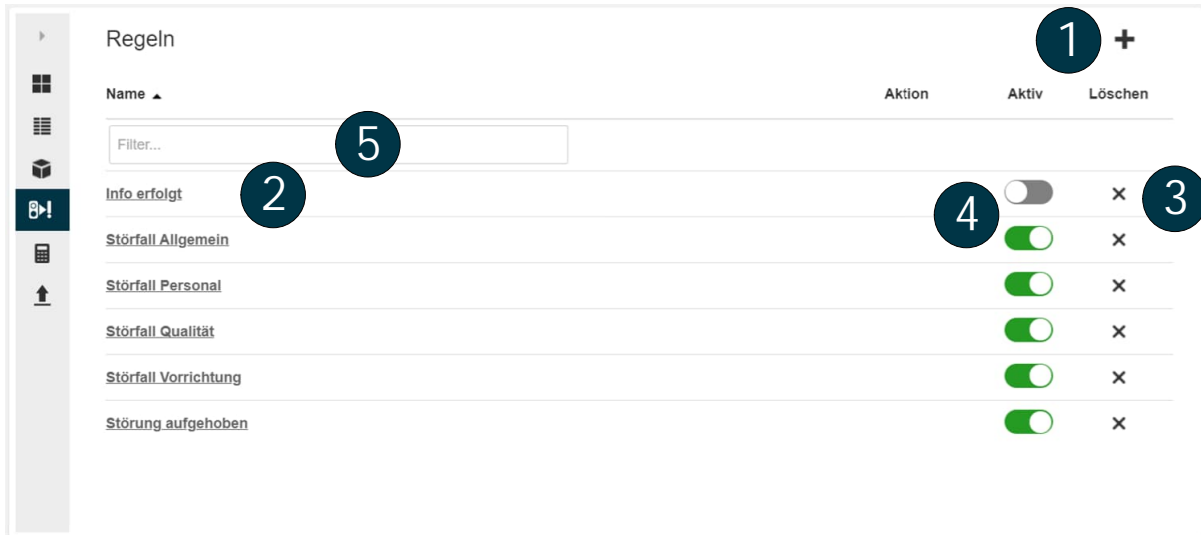 Regeln
1
Name Aktion Aktiv Löschen
Filter...
5
Info erfolgt
2
3
4
Störfall Allgemein
Störfall Personal
Störfall Qualität
Störfall Vorrichtung
Störung aufgehoben